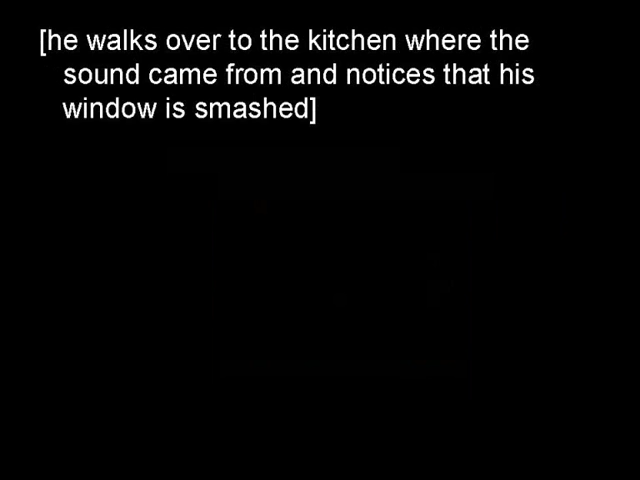 [he walks over to the kitchen where the
sound came from and notices that his
window is smashed]